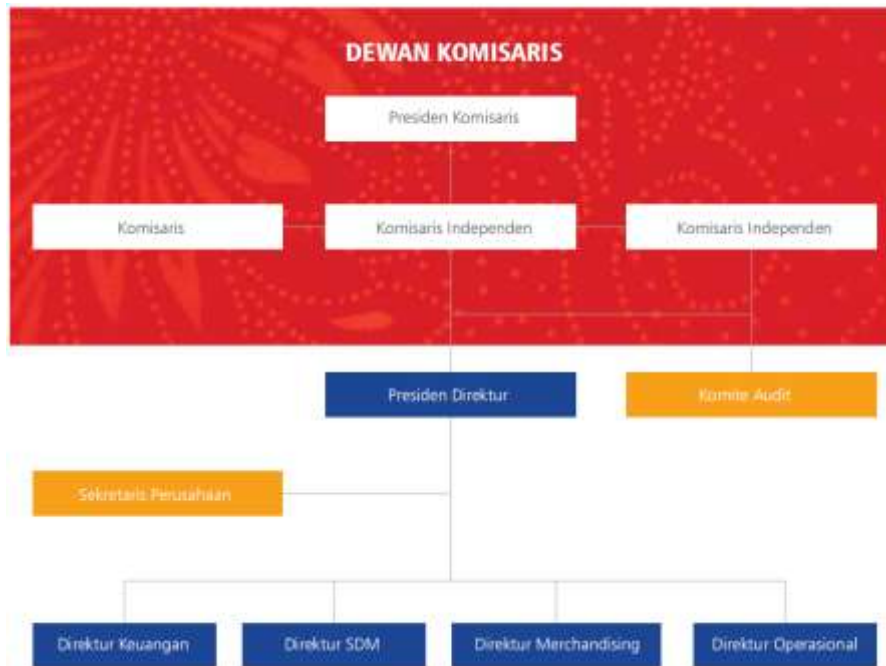 DEWAN KOMISARIS
Presiden Komisaris
Komisaris
Komisaris Independen
Komisaris Independen
Presiden Direktur
Komite Audit
Sekretaris Perusahaan
Direktur Keuangan
Direktur SDM
Direktur Merchandising
Direktur Operasional